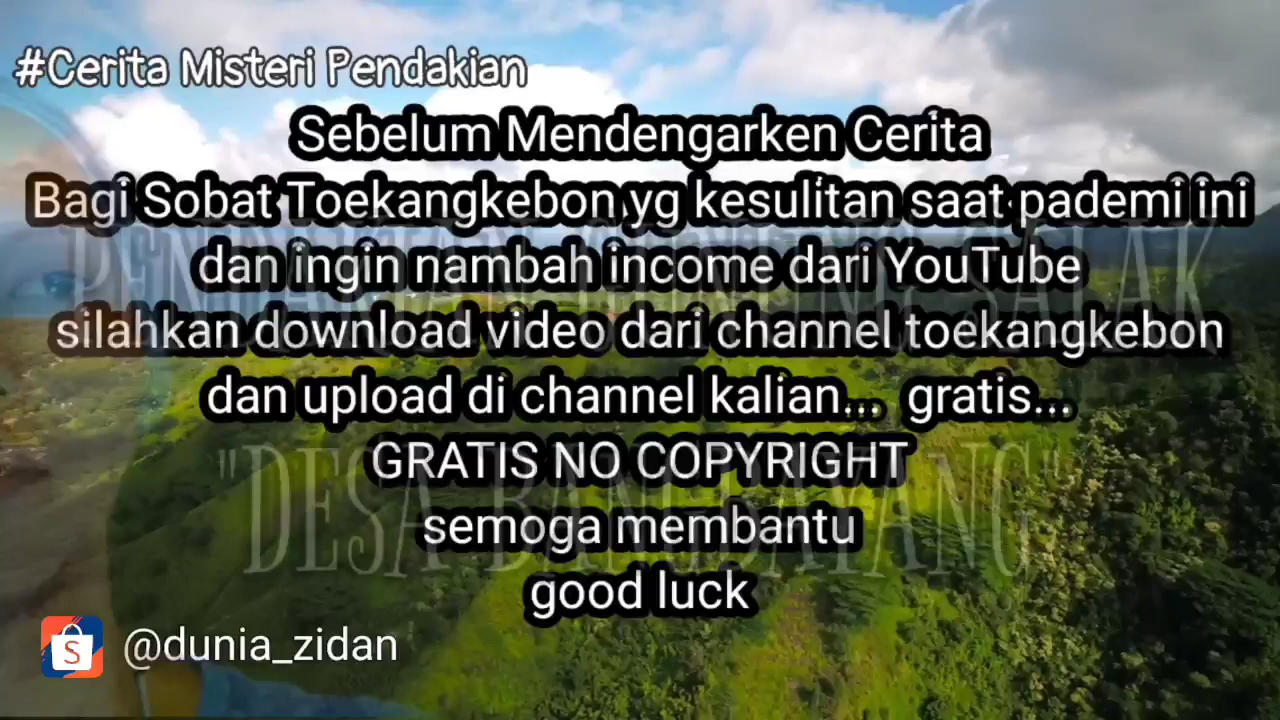 #Cerita Misteri Pendakian
Sebelum Mendengarken Cerita
Bagi Sobat Toekangkebon yg kesulitan saat pademi ini
dan ingin nambah income dari YouTube
silahkan download video dari channel toekangkebon
dan upload di channel kalian... gratis...
GRATIS NO COPYRIGHT
semoga membantu
good luck
"DESA BANGBAYANG"
@dunia_zidan